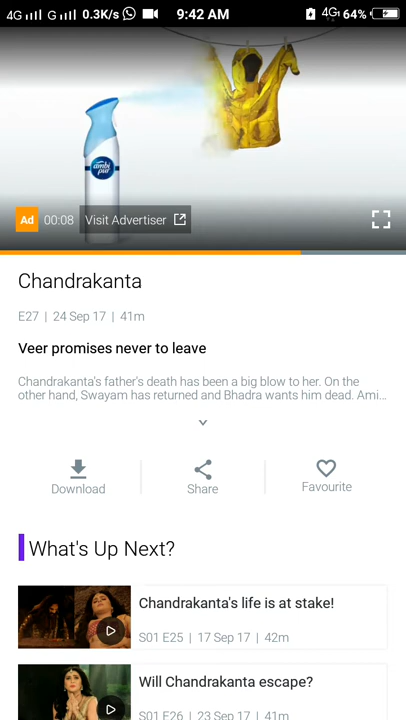 4G G 0.3K/s 9:42 AM 4G 64%
ambi
pur
Ad 00:08 Visit Advertiser
Chandrakanta
E27 | 24 Sep 17 | 41m
Veer promises never to leave
Chandrakanta's father's death has been a big blow to her. On the
other hand, Swayam has returned and Bhadra wants him dead. Ami...
Download
Share
Favourite
What's Up Next?
Chandrakanta's life is at stake!
S01 E25 | 17 Sep 17 | 42m
Will Chandrakanta escape?
S01 E26 | 23 Sep 17 | 41m